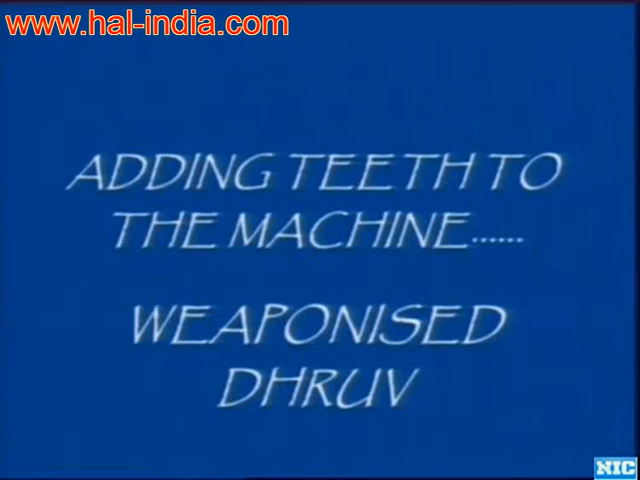 www.hal-india.com
ADDING TEETH TO
THE MACHINE......
WEAPONISED
DHRUV
NIC